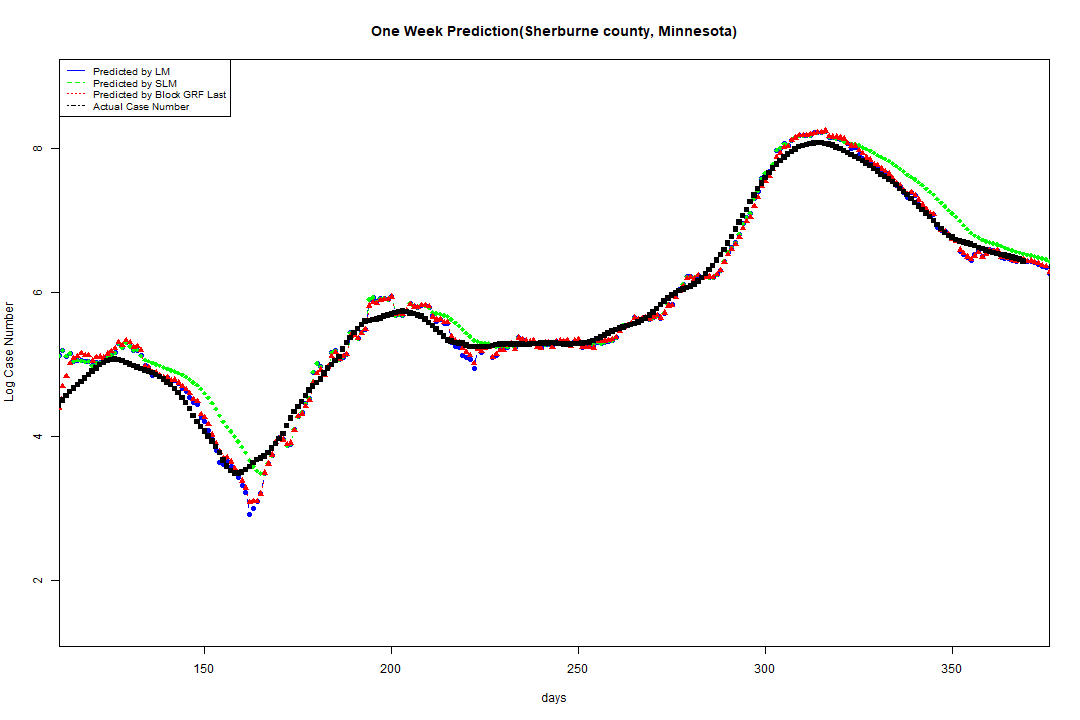 One Week Prediction(Sherburne county, Minnesota)
Predicted by LM
Predicted by SLM
Predicted by Block GRF Last
Actual Case Number
8
6
4
2
Log Case Number
150 200 250 300 350
days